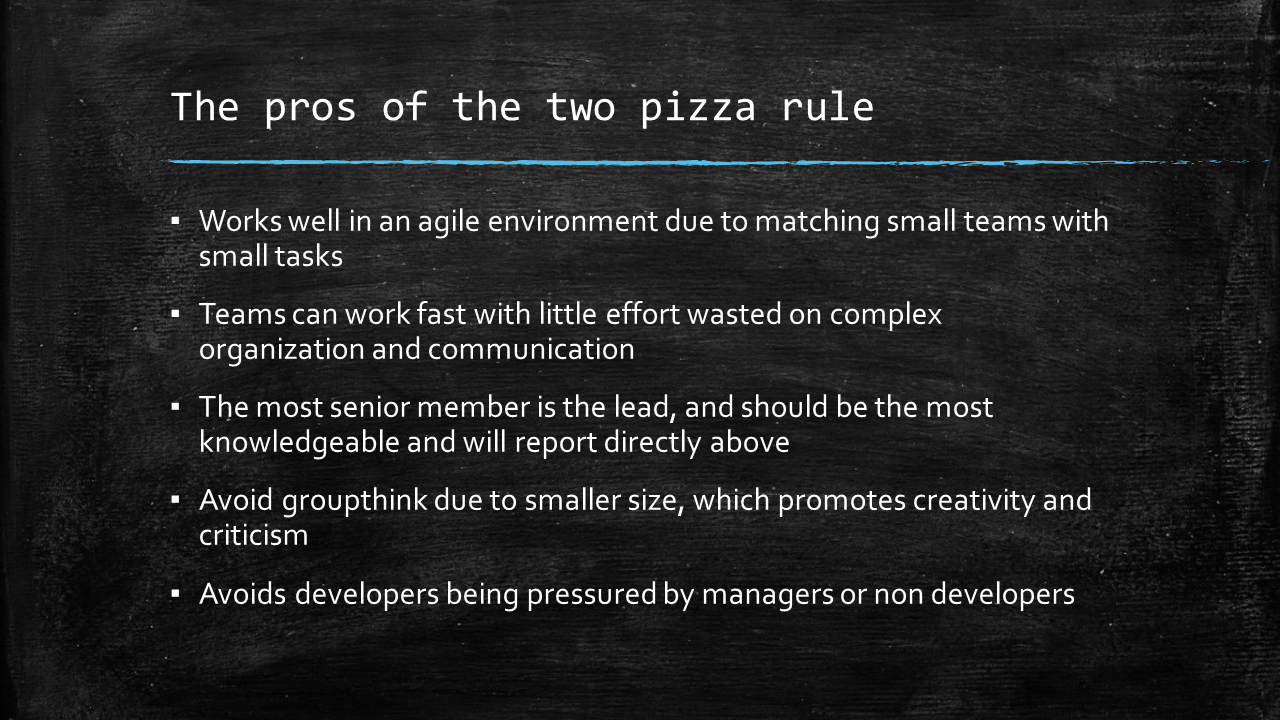 The pros of the two pizza rule
▪ Works well in an agile environment due to matching small teams with
small tasks
▪ Teams can work fast with little effort wasted on complex
organization and communication
▪ The most senior member is the lead, and should be the most
knowledgeable and will report directly above
▪ Avoid groupthink due to smaller size, which promotes creativity and
criticism
▪ Avoids developers being pressured by managers or non developers